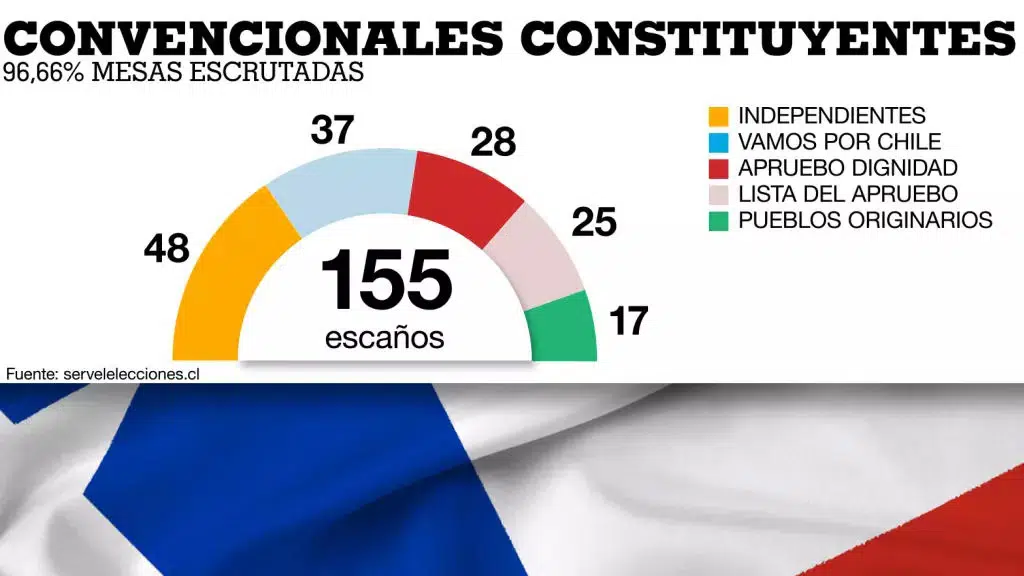 CONVENCIONALES CONSTITUYENTES
96,66% MESAS ESCRUTADAS
37
28
48
25
17
155
escaños
INDEPENDIENTES
VAMOS POR CHILE
APRUEBO DIGNIDAD
LISTA DEL APRUEBO
PUEBLOS ORIGINARIOS
Fuente: servelelecciones.cl